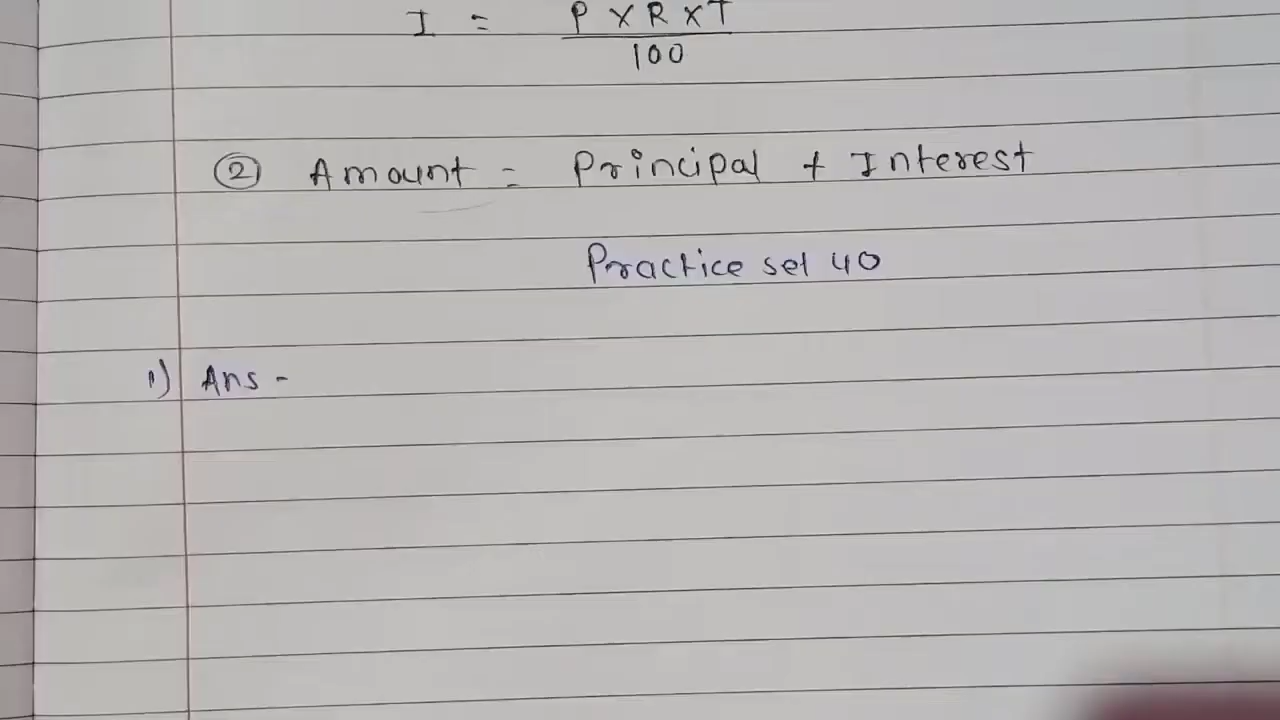 I = P X R X T
100
② Amount = Principal + Interest
Practice set 40
1) Ans -